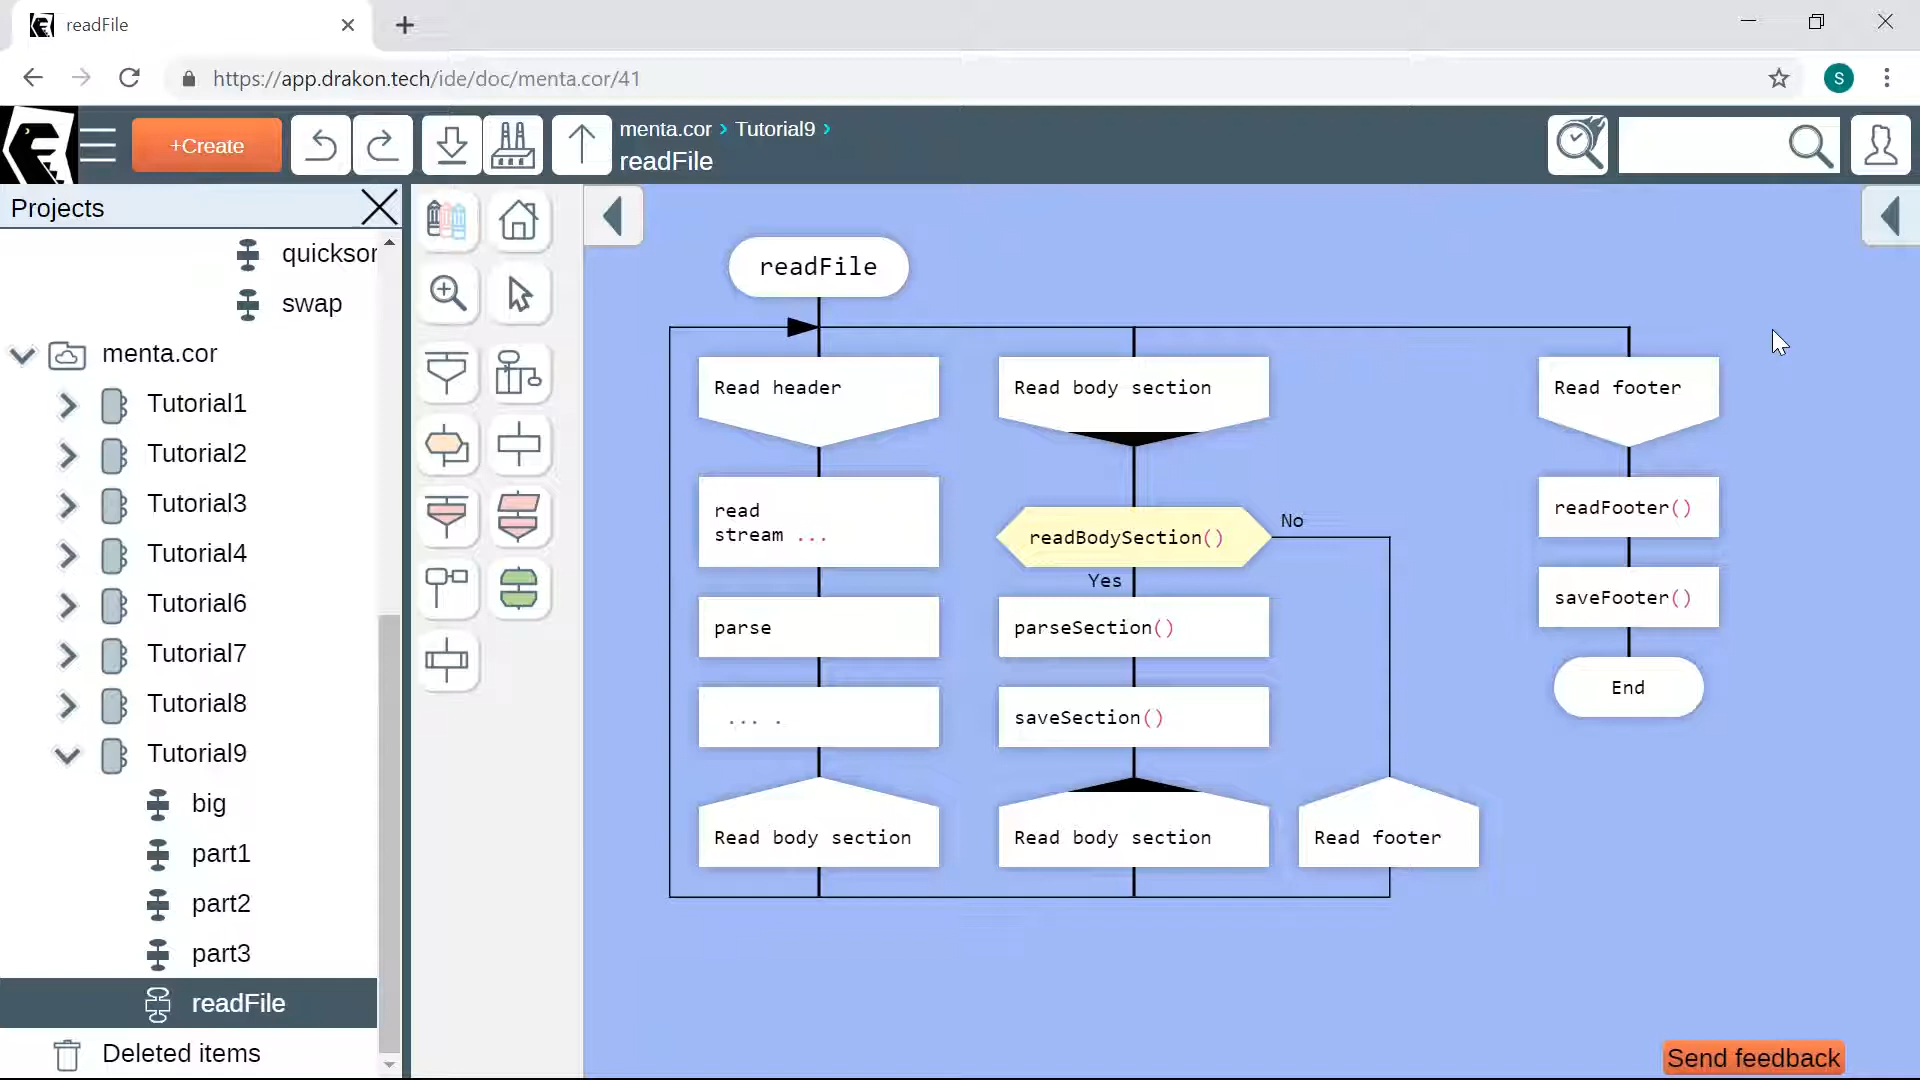 readFile
https://app.drakon.tech/ide/doc/menta.cor/41
S
+Create
menta.cor › Tutorial9 ›
readFile
Projects
quicksor
swap
menta.cor
Tutorial1
Tutorial2
Tutorial3
Tutorial4
Tutorial6
Tutorial7
Tutorial8
Tutorial9
big
part1
part2
part3
readFile
Deleted items
readFile
Read header
read
stream ...
parse
... .
Read body section
Read body section
readBodySection()
No
Yes
parseSection()
saveSection()
Read body section
Read footer
Read footer
readFooter()
saveFooter()
End
Send feedback